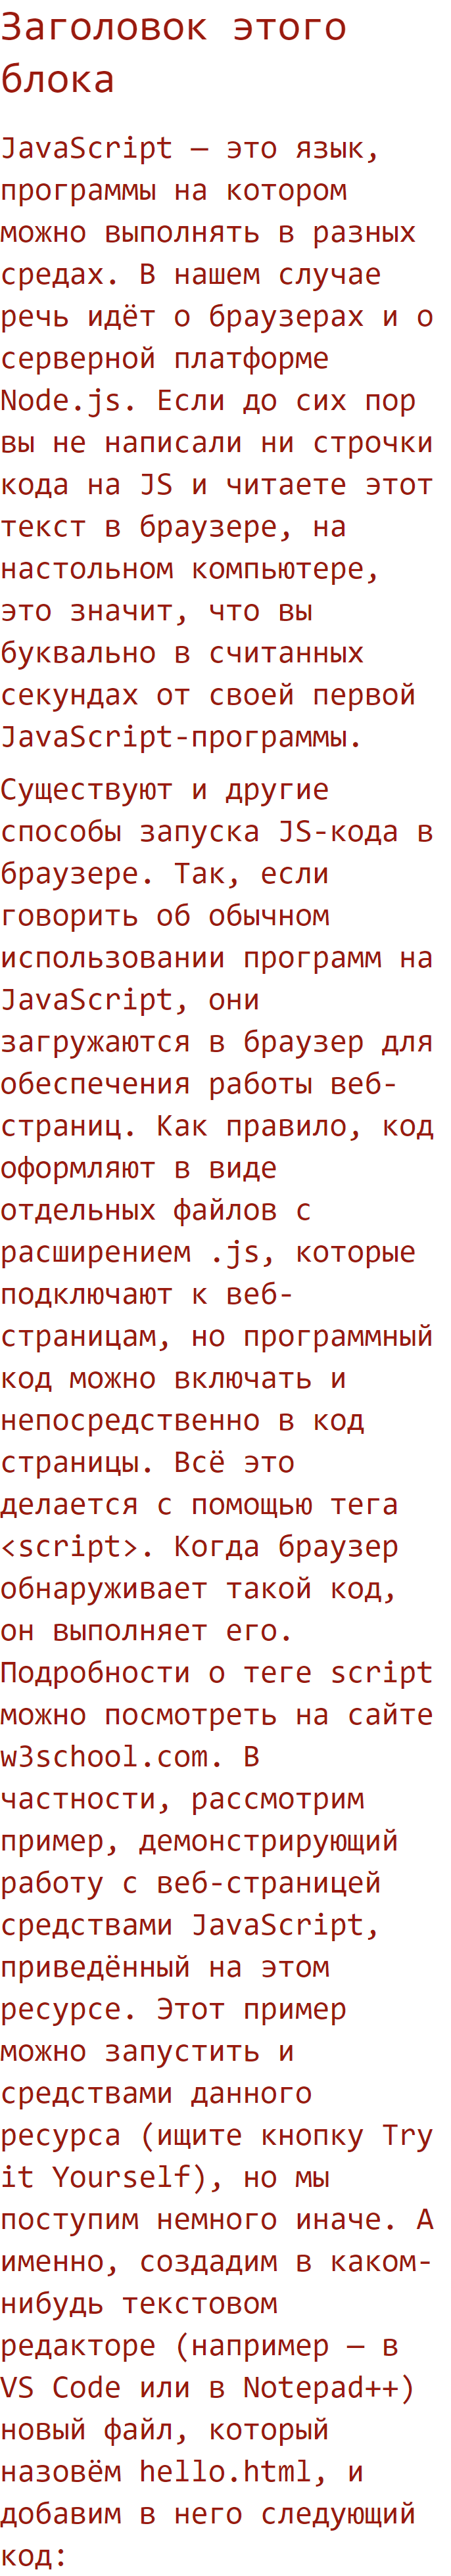 Заголовок этого
блока
JavaScript — это язык,
программы на котором
можно выполнять в разных
средах. В нашем случае
речь идёт о браузерах и о
серверной платформе
Node.js. Если до сих пор
вы не написали ни строчки
кода на JS и читаете этот
текст в браузере, на
настольном компьютере,
это значит, что вы
буквально в считанных
секундах от своей первой
JavaScript-программы.
Существуют и другие
способы запуска JS-кода в
браузере. Так, если
говорить об обычном
использовании программ на
JavaScript, они
загружаются в браузер для
обеспечения работы веб-
страниц. Как правило, код
оформляют в виде
отдельных файлов с
расширением .js, которые
подключают к веб-
страницам, но программный
код можно включать и
непосредственно в код
страницы. Всё это
делается с помощью тега
<script>. Когда браузер
обнаруживает такой код,
он выполняет его.
Подробности о теге script
можно посмотреть на сайте
w3school.com. В
частности, рассмотрим
пример, демонстрирующий
работу с веб-страницей
средствами JavaScript,
приведённый на этом
ресурсе. Этот пример
можно запустить и
средствами данного
ресурса (ищите кнопку Try
it Yourself), но мы
поступим немного иначе. А
именно, создадим в каком-
нибудь текстовом
редакторе (например — в
VS Code или в Notepad++)
новый файл, который
назовём hello.html, и
добавим в него следующий
код: